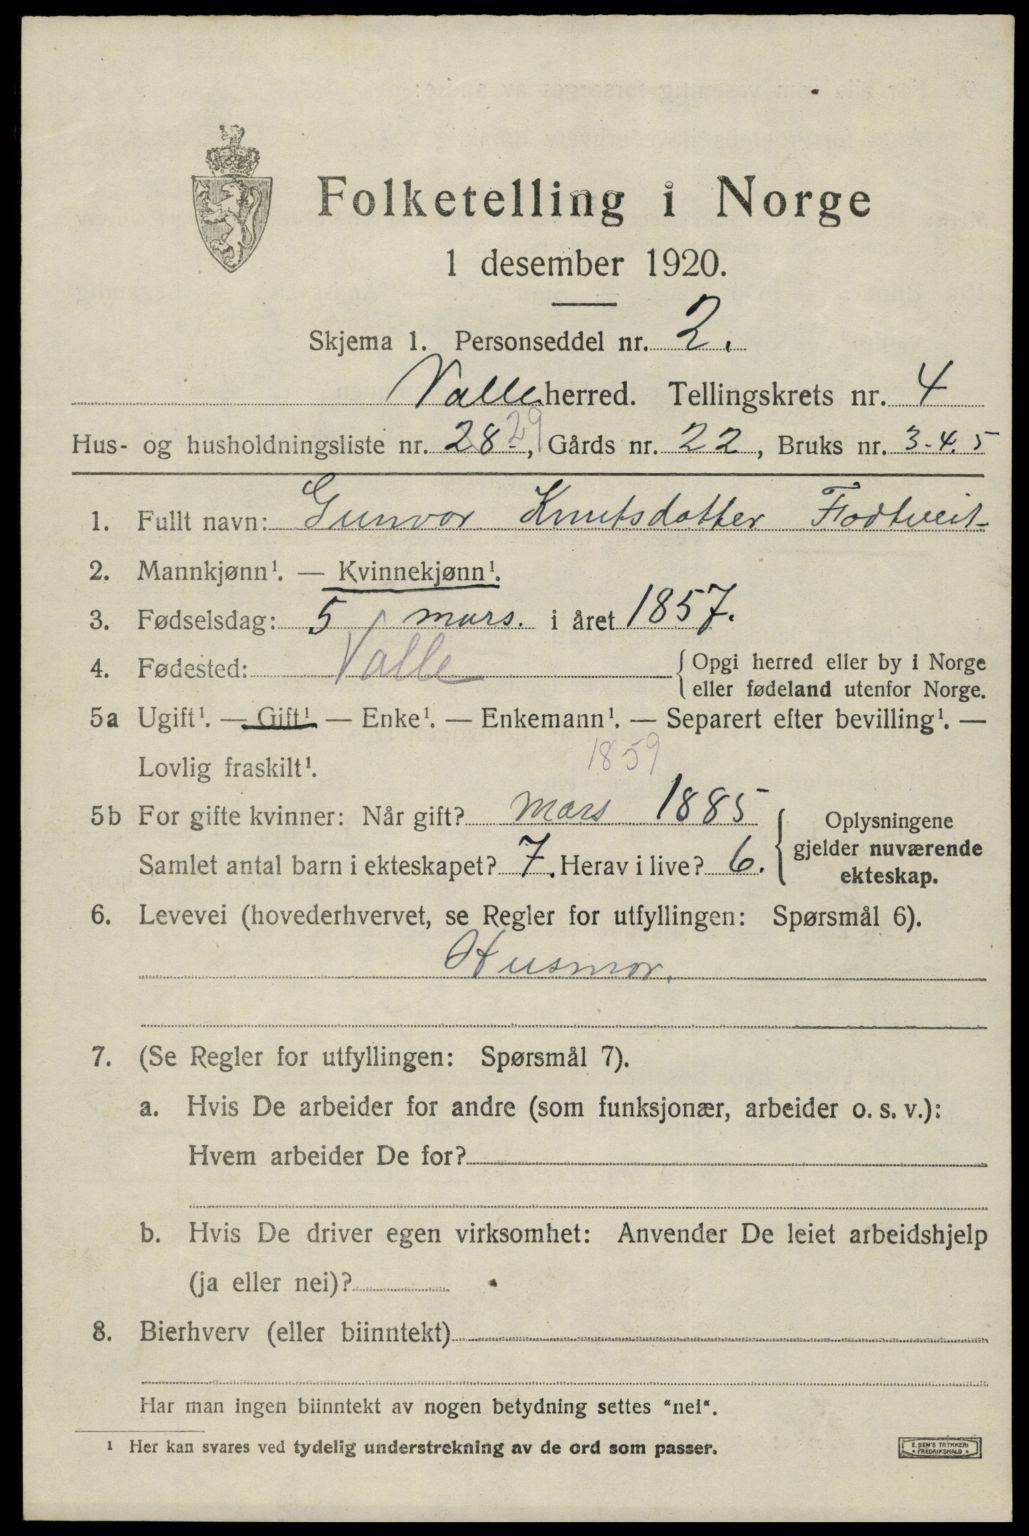 Folketelling i Norge
1 desember 1920.
Skjema 1. Personseddel nr. 2.
Valle herred. Tellingskrets nr. 4
Hus- og husholdningsliste nr. 28 29, Gårds nr. 22, Bruks nr. 3-4.5
1. Fullt navn: Gunvor Knutsdotter Flodtveit
2. Mannkjønn¹. — Kvinnekjønn¹.
3. Fødselsdag: 5 mars. i året 1857.
4. Fødested: Valle {Opgi herred eller by i Norge
eller fødeland utenfor Norge.
5a Ugift¹. — Gift¹ — Enke¹. — Enkemann¹. — Separert efter bevilling¹. —
Lovlig fraskilt¹. 1859
5b For gifte kvinner: Når gift? mars 1885 { Oplysningene
gjelder nuværende
ekteskap.
Samlet antal barn i ekteskapet? 7. Herav i live? 6.
6. Levevei (hovederhvervet, se Regler for utfyllingen: Spørsmål 6).
Husmor.
7. (Se Regler for utfyllingen: Spørsmål 7).
a. Hvis De arbeider for andre (som funksjonær, arbeider o. s. v.):
Hvem arbeider De for?
b. Hvis De driver egen virksomhet: Anvender De leiet arbeidshjelp
(ja eller nei)?
8. Bierhverv (eller biinntekt)
Har man ingen biinntekt av nogen betydning settes "nei".
¹ Her kan svares ved tydelig understrekning av de ord som passer.
E. SEM'S TRYKKERI
• FREDRIKSHALD •